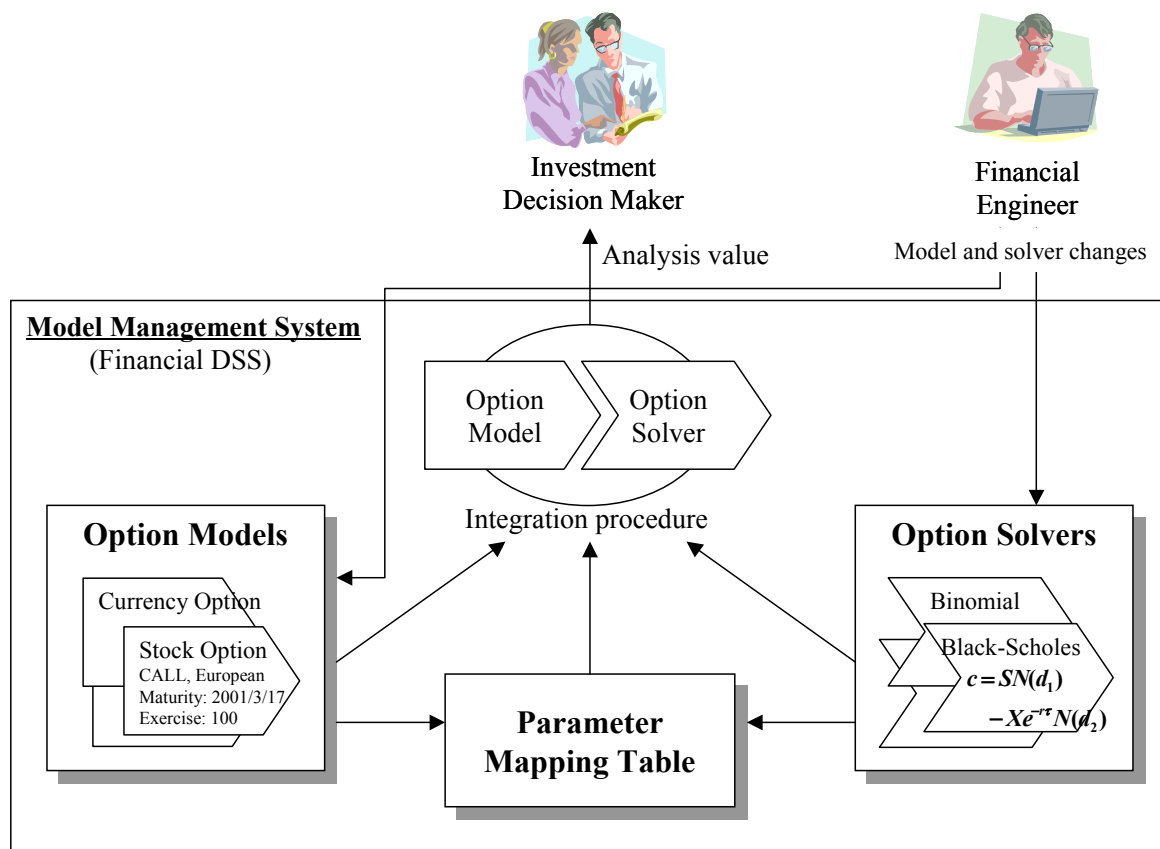 Investment
Decision Maker
Financial
Engineer
Analysis value
Model and solver changes
Model Management System
(Financial DSS)
Option
Model
Option
Solver
Integration procedure
Option Models
Currency Option
Stock Option
CALL, European
Maturity: 2001/3/17
Exercise: 100
Parameter
Mapping Table
Option Solvers
Binomial
Black-Scholes
c = SN(d₁)
−Xe^{−rτ} N(d₂)